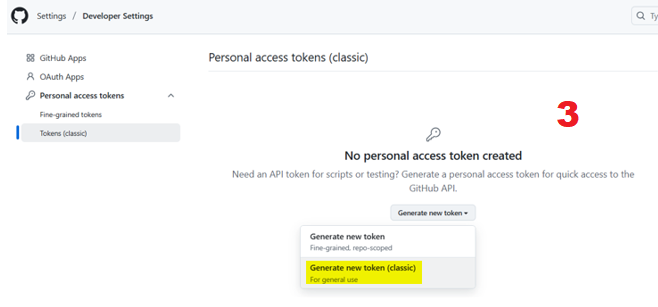 Settings / Developer Settings
Ty
GitHub Apps
OAuth Apps
Personal access tokens
Fine-grained tokens
Tokens (classic)
Personal access tokens (classic)
3
No personal access token created
Need an API token for scripts or testing? Generate a personal access token for quick access to the
GitHub API.
Generate new token
Generate new token
Fine-grained, repo-scoped
Generate new token (classic)
For general use